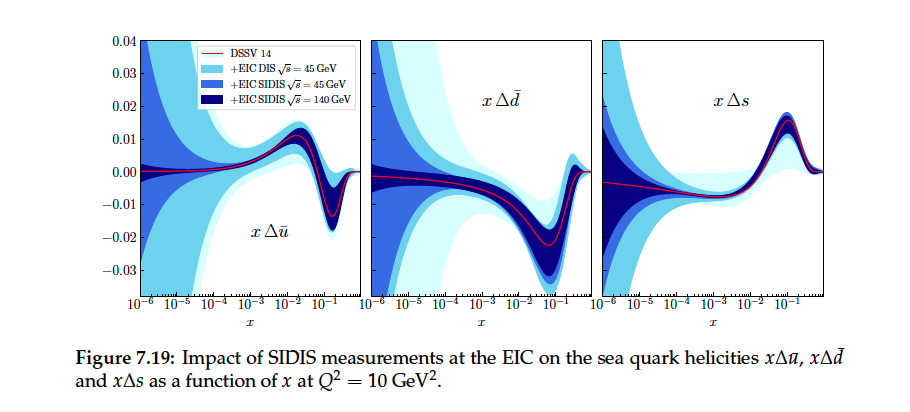 0.04
0.03
0.02
0.01
0.00
−0.01
−0.02
−0.03
DSSV 14
+EIC DIS √s = 45 GeV
+EIC SIDIS √s = 45 GeV
+EIC SIDIS √s = 140 GeV
x Δū
x Δd̄
x Δs
10⁻⁶ 10⁻⁵ 10⁻⁴ 10⁻³ 10⁻² 10⁻¹
10⁻⁶ 10⁻⁵ 10⁻⁴ 10⁻³ 10⁻² 10⁻¹
10⁻⁶ 10⁻⁵ 10⁻⁴ 10⁻³ 10⁻² 10⁻¹
x
x
x
Figure 7.19: Impact of SIDIS measurements at the EIC on the sea quark helicities xΔū, xΔd̄
and xΔs as a function of x at Q² = 10 GeV².